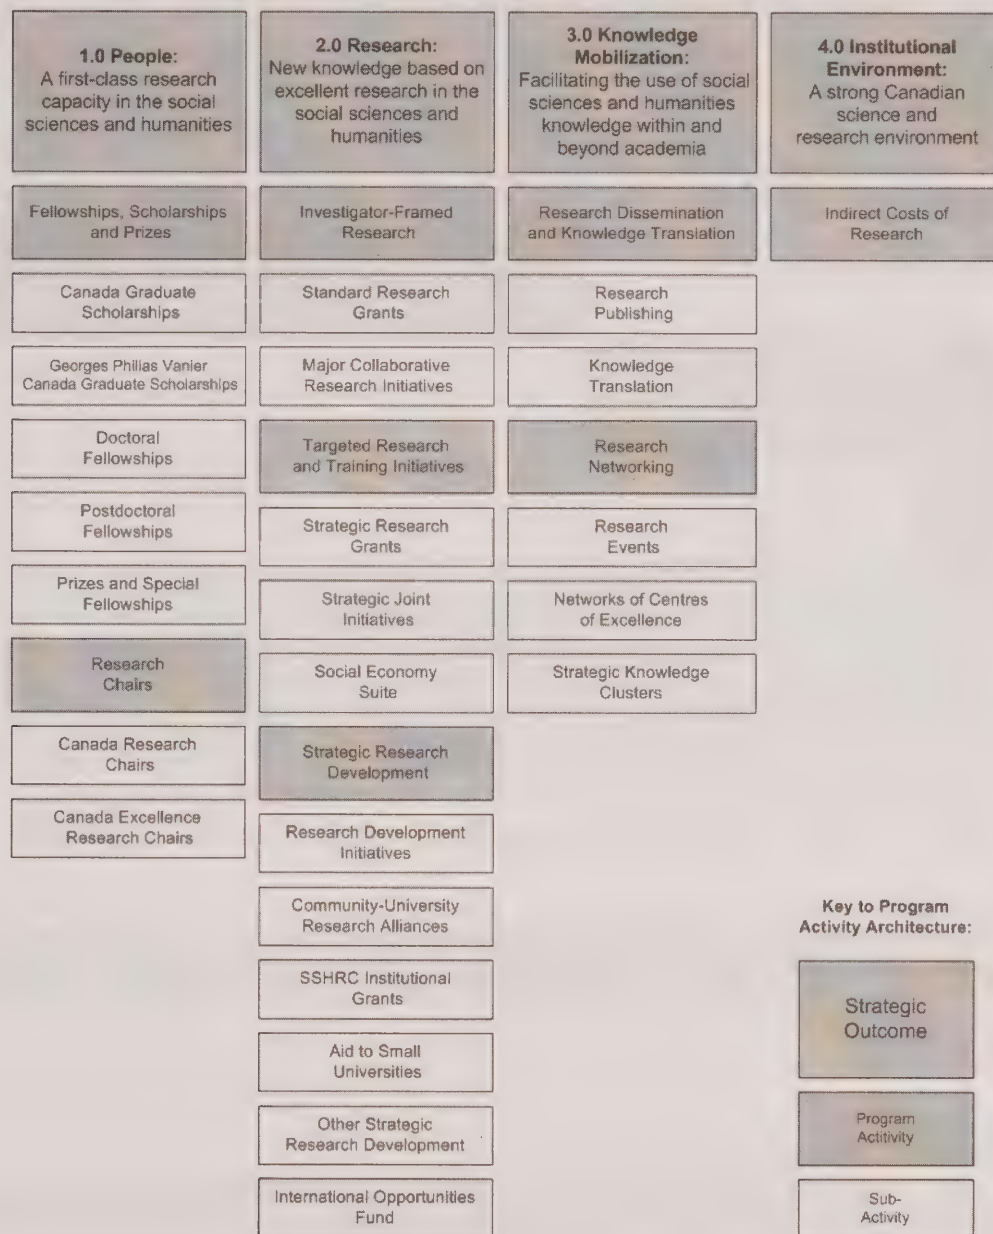 1.0 People:
A first-class research
capacity in the social
sciences and humanities
Fellowships, Scholarships
and Prizes
Canada Graduate
Scholarships
Georges Philias Vanier
Canada Graduate Scholarships
Doctoral
Fellowships
Postdoctoral
Fellowships
Prizes and Special
Fellowships
Research
Chairs
Canada Research
Chairs
Canada Excellence
Research Chairs
2.0 Research:
New knowledge based on
excellent research in the
social sciences and
humanities
Investigator-Framed
Research
Standard Research
Grants
Major Collaborative
Research Initiatives
Targeted Research
and Training Initiatives
Strategic Research
Grants
Strategic Joint
Initiatives
Social Economy
Suite
Strategic Research
Development
Research Development
Initiatives
Community-University
Research Alliances
SSHRC Institutional
Grants
Aid to Small
Universities
Other Strategic
Research Development
International Opportunities
Fund
3.0 Knowledge
Mobilization:
Facilitating the use of social
sciences and humanities
knowledge within and
beyond academia
Research Dissemination
and Knowledge Translation
Research
Publishing
Knowledge
Translation
Research
Networking
Research
Events
Networks of Centres
of Excellence
Strategic Knowledge
Clusters
4.0 Institutional
Environment:
A strong Canadian
science and
research environment
Indirect Costs of
Research
Key to Program
Activity Architecture:
Strategic
Outcome
Program
Actitivity
Sub-
Activity